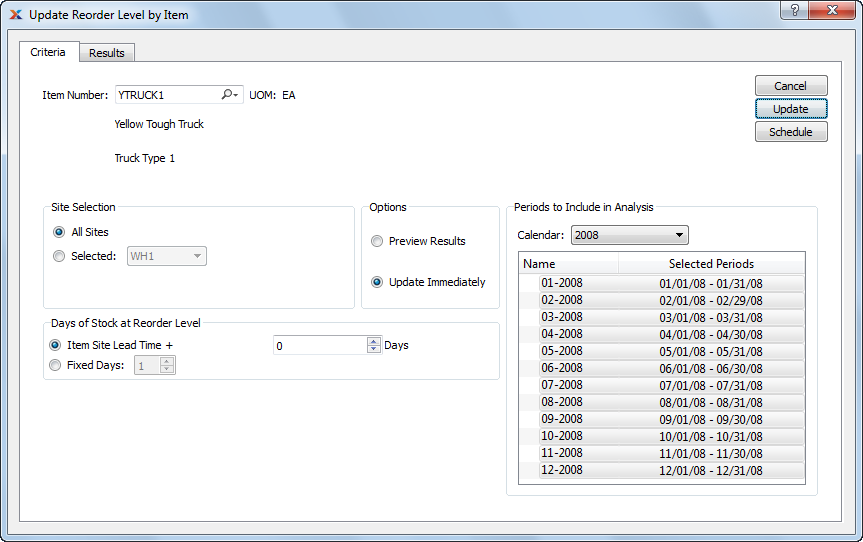 Update Reorder Level by Item
?
Criteria
Results
Item Number: YTRUCK1 UOM: EA
Yellow Tough Truck
Truck Type 1
Cancel
Update
Schedule
Site Selection
All Sites
Selected: WH1
Options
Preview Results
Update Immediately
Days of Stock at Reorder Level
Item Site Lead Time + 0 Days
Fixed Days: 1
Periods to Include in Analysis
Calendar: 2008
Name Selected Periods
01-2008 01/01/08 - 01/31/08
02-2008 02/01/08 - 02/29/08
03-2008 03/01/08 - 03/31/08
04-2008 04/01/08 - 04/30/08
05-2008 05/01/08 - 05/31/08
06-2008 06/01/08 - 06/30/08
07-2008 07/01/08 - 07/31/08
08-2008 08/01/08 - 08/31/08
09-2008 09/01/08 - 09/30/08
10-2008 10/01/08 - 10/31/08
11-2008 11/01/08 - 11/30/08
12-2008 12/01/08 - 12/31/08